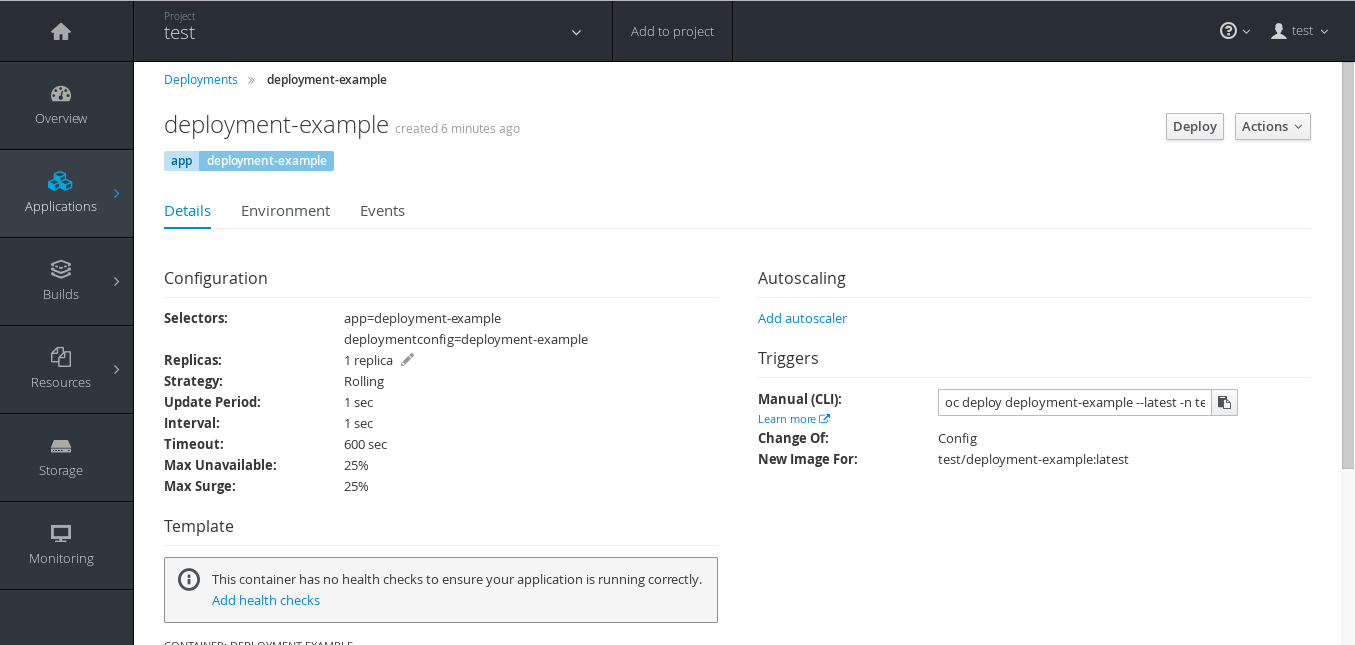 Project
test
Add to project
test
Overview
Applications
Builds
Resources
Storage
Monitoring
Deployments » deployment-example
deployment-example created 6 minutes ago
Deploy
Actions
app deployment-example
Details Environment Events
Configuration
Selectors: app=deployment-example
deploymentconfig=deployment-example
Replicas: 1 replica
Strategy: Rolling
Update Period: 1 sec
Interval: 1 sec
Timeout: 600 sec
Max Unavailable: 25%
Max Surge: 25%
Template
This container has no health checks to ensure your application is running correctly.
Add health checks
CONTAINER: DEPLOYMENT-EXAMPLE
Autoscaling
Add autoscaler
Triggers
Manual (CLI): oc deploy deployment-example --latest -n te
Learn more
Change Of: Config
New Image For: test/deployment-example:latest